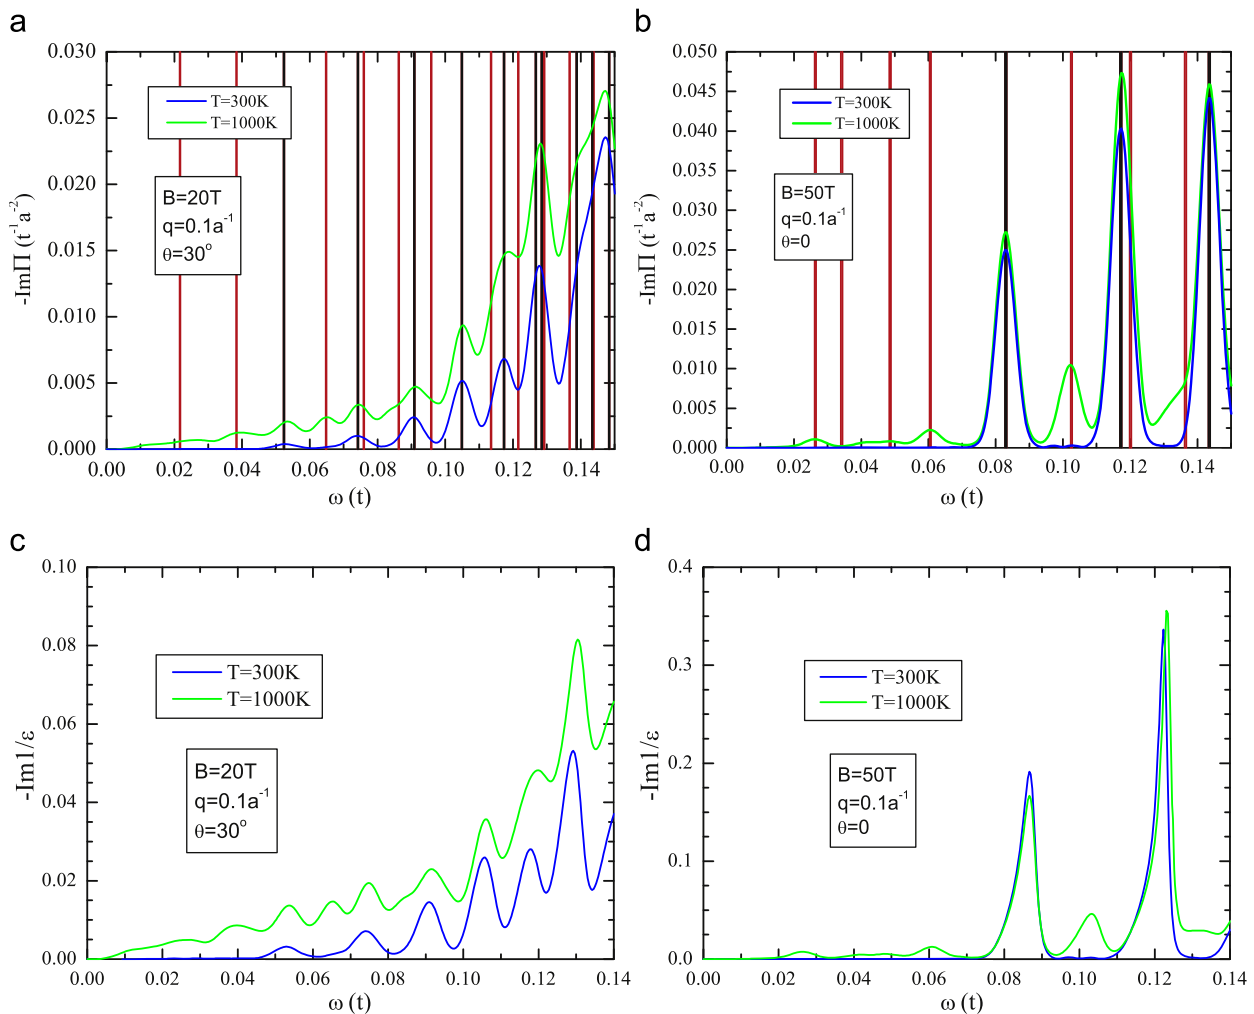 a
0.030
0.025
0.020
0.015
0.010
0.005
0.000
-ImΠ (t⁻¹a⁻²)
T=300K
T=1000K
B=20T
q=0.1a⁻¹
θ=30°
0.00 0.02 0.04 0.06 0.08 0.10 0.12 0.14
ω (t)
b
0.050
0.045
0.040
0.035
0.030
0.025
0.020
0.015
0.010
0.005
0.000
-ImΠ (t⁻¹a⁻²)
T=300K
T=1000K
B=50T
q=0.1a⁻¹
θ=0
0.00 0.02 0.04 0.06 0.08 0.10 0.12 0.14
ω (t)
c
0.10
0.08
0.06
0.04
0.02
0.00
-Im1/ε
T=300K
T=1000K
B=20T
q=0.1a⁻¹
θ=30°
0.00 0.02 0.04 0.06 0.08 0.10 0.12 0.14
ω (t)
d
0.4
0.3
0.2
0.1
0.0
-Im1/ε
T=300K
T=1000K
B=50T
q=0.1a⁻¹
θ=0
0.00 0.02 0.04 0.06 0.08 0.10 0.12 0.14
ω (t)